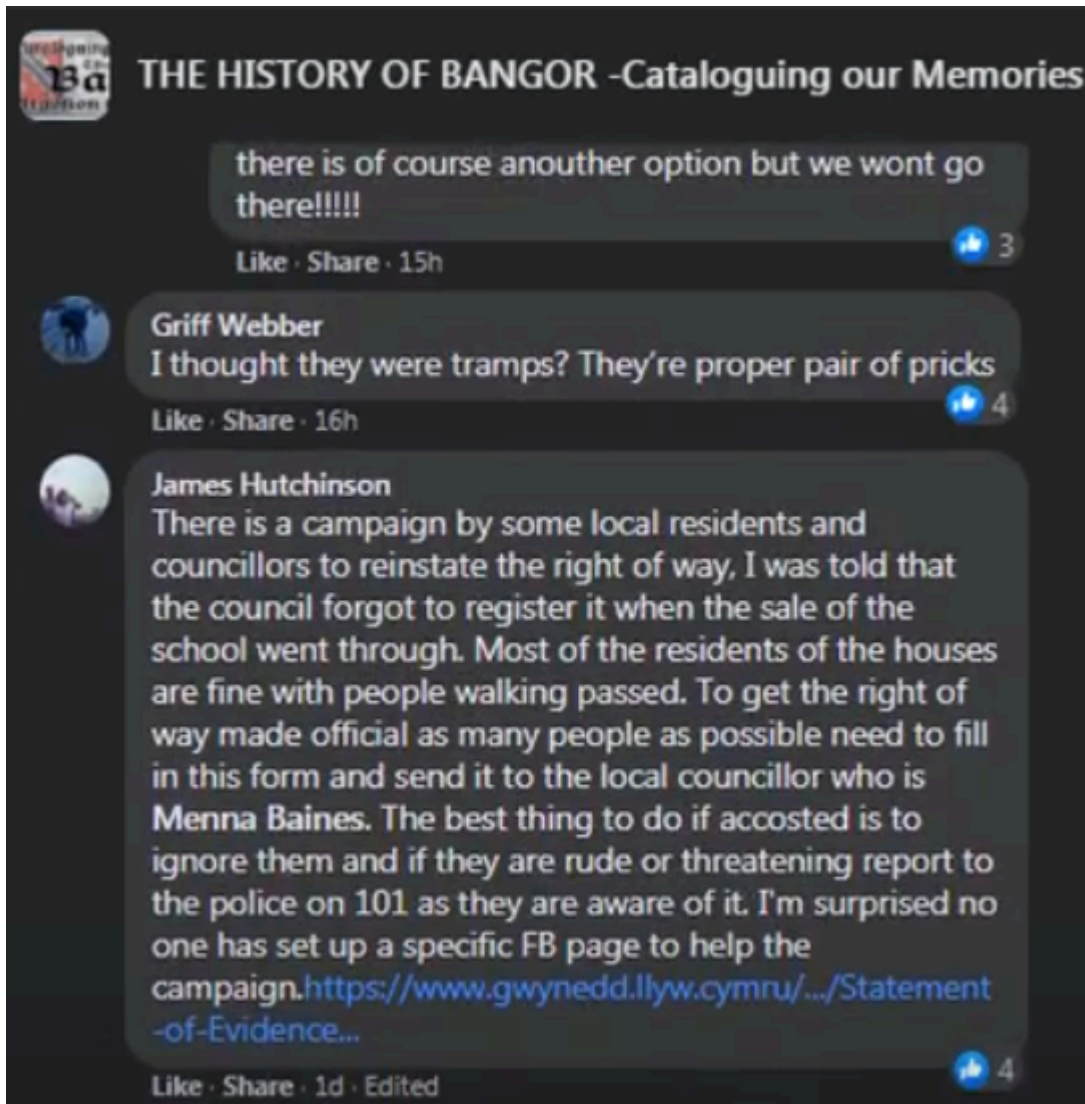 Ba
THE HISTORY OF BANGOR -Cataloguing our Memories
there is of course anouther option but we wont go
there!!!!!
3
Like · Share · 15h
Griff Webber
I thought they were tramps? They're proper pair of pricks
4
Like · Share · 16h
James Hutchinson
There is a campaign by some local residents and
councillors to reinstate the right of way, I was told that
the council forgot to register it when the sale of the
school went through. Most of the residents of the houses
are fine with people walking passed. To get the right of
way made official as many people as possible need to fill
in this form and send it to the local councillor who is
Menna Baines. The best thing to do if accosted is to
ignore them and if they are rude or threatening report to
the police on 101 as they are aware of it. I'm surprised no
one has set up a specific FB page to help the
campaign.https://www.gwynedd.llyw.cymru/.../Statement
-of-Evidence...
4
Like · Share · 1d · Edited